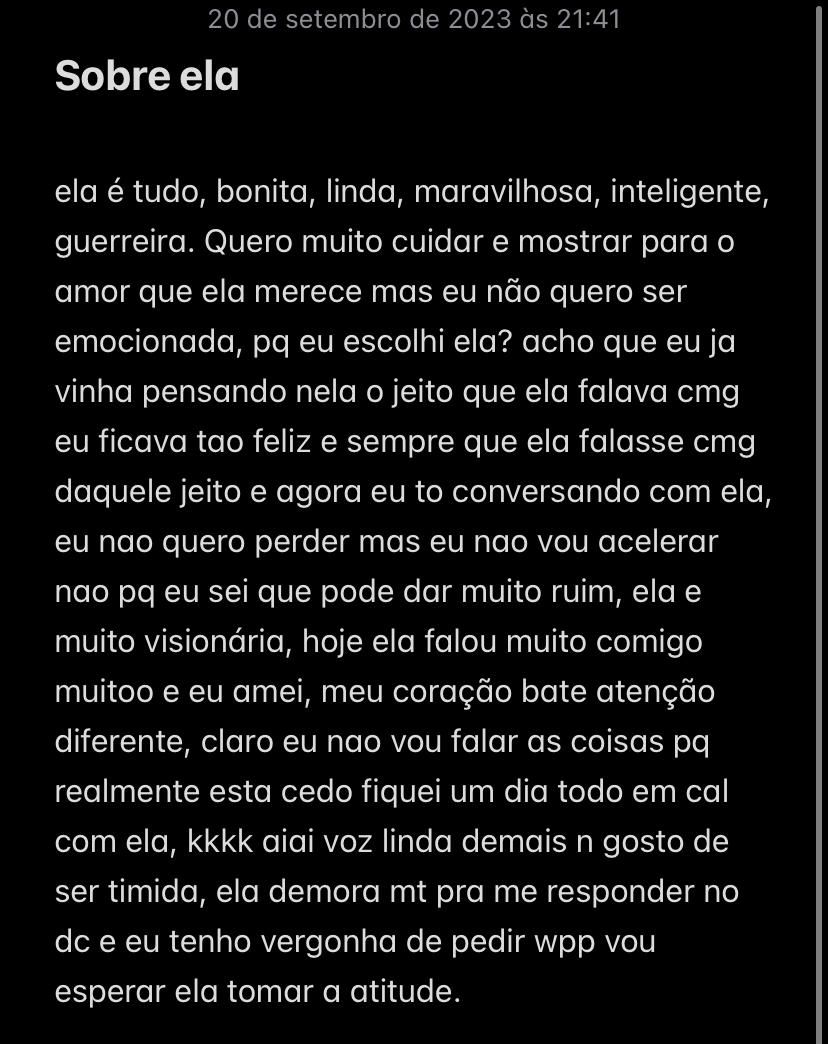 20 de setembro de 2023 às 21:41
Sobre ela
ela é tudo, bonita, linda, maravilhosa, inteligente,
guerreira. Quero muito cuidar e mostrar para o
amor que ela merece mas eu não quero ser
emocionada, pq eu escolhi ela? acho que eu ja
vinha pensando nela o jeito que ela falava cmg
eu ficava tao feliz e sempre que ela falasse cmg
daquele jeito e agora eu to conversando com ela,
eu nao quero perder mas eu nao vou acelerar
nao pq eu sei que pode dar muito ruim, ela e
muito visionária, hoje ela falou muito comigo
muitoo e eu amei, meu coração bate atenção
diferente, claro eu nao vou falar as coisas pq
realmente esta cedo fiquei um dia todo em cal
com ela, kkkk aiai voz linda demais n gosto de
ser timida, ela demora mt pra me responder no
dc e eu tenho vergonha de pedir wpp vou
esperar ela tomar a atitude.